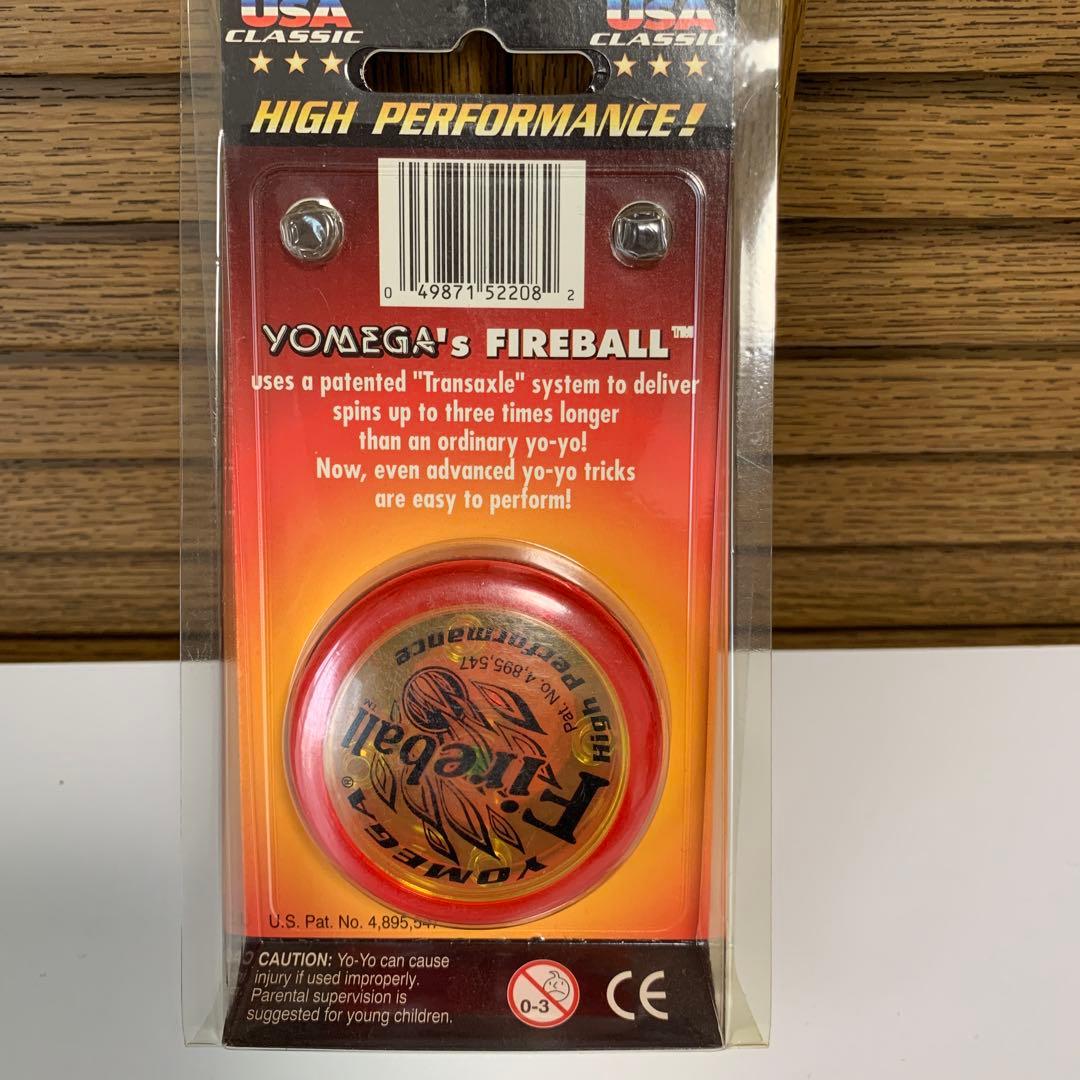 USA USA
CLASSIC CLASSIC
HIGH PERFORMANCE!
0 49871 52208 2
YOMEGA's FIREBALL™
uses a patented "Transaxle" system to deliver
spins up to three times longer
than an ordinary yo-yo!
Now, even advanced yo-yo tricks
are easy to perform!
High Performance
Pat. No. 4,895,547
Fireball™
YOMEGA®
U.S. Pat. No. 4,895,547
CAUTION: Yo-Yo can cause
injury if used improperly.
Parental supervision is
suggested for young children.
0-3
CE